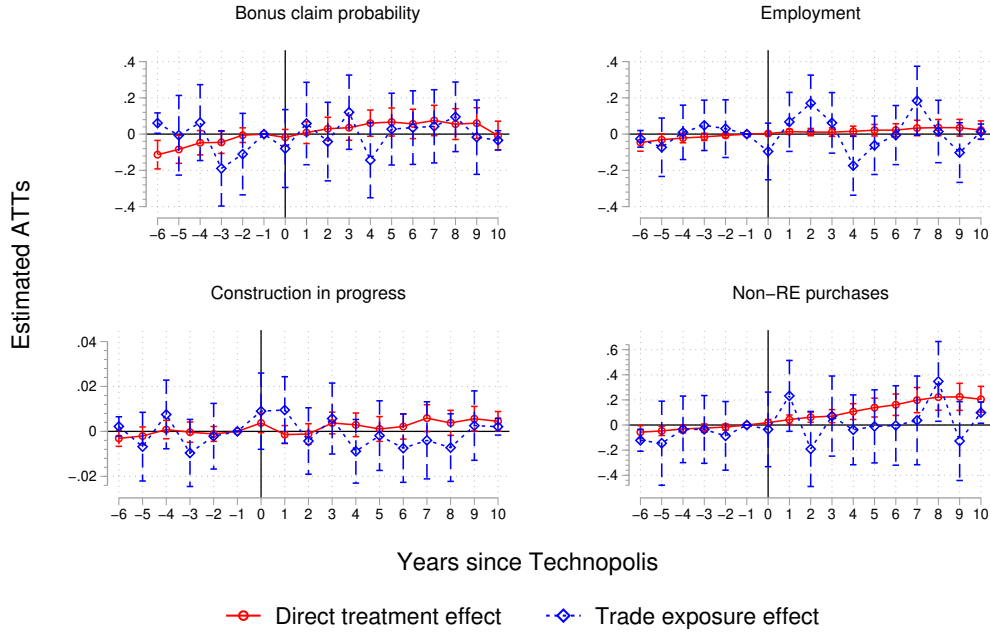 Bonus claim probability
Employment
.4
.2
0
−.2
−.4
−6 −5 −4 −3 −2 −1 0 1 2 3 4 5 6 7 8 9 10
.4
.2
0
−.2
−.4
−6 −5 −4 −3 −2 −1 0 1 2 3 4 5 6 7 8 9 10
Estimated ATTs
Construction in progress
Non−RE purchases
.04
.02
0
−.02
−6 −5 −4 −3 −2 −1 0 1 2 3 4 5 6 7 8 9 10
.6
.4
.2
0
−.2
−.4
−6 −5 −4 −3 −2 −1 0 1 2 3 4 5 6 7 8 9 10
Years since Technopolis
Direct treatment effect
Trade exposure effect